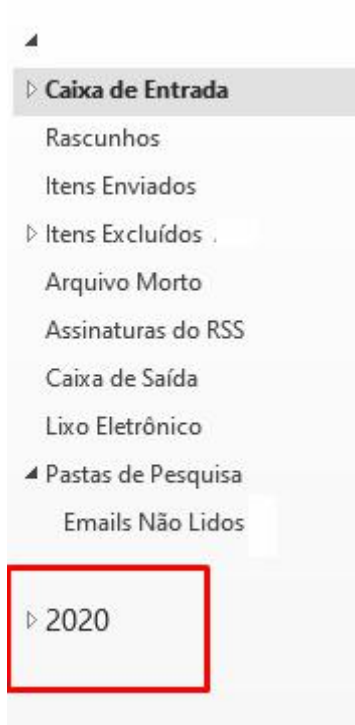 Caixa de Entrada
Rascunhos
Itens Enviados
Itens Excluídos
Arquivo Morto
Assinaturas do RSS
Caixa de Saída
Lixo Eletrônico
Pastas de Pesquisa
Emails Não Lidos
2020